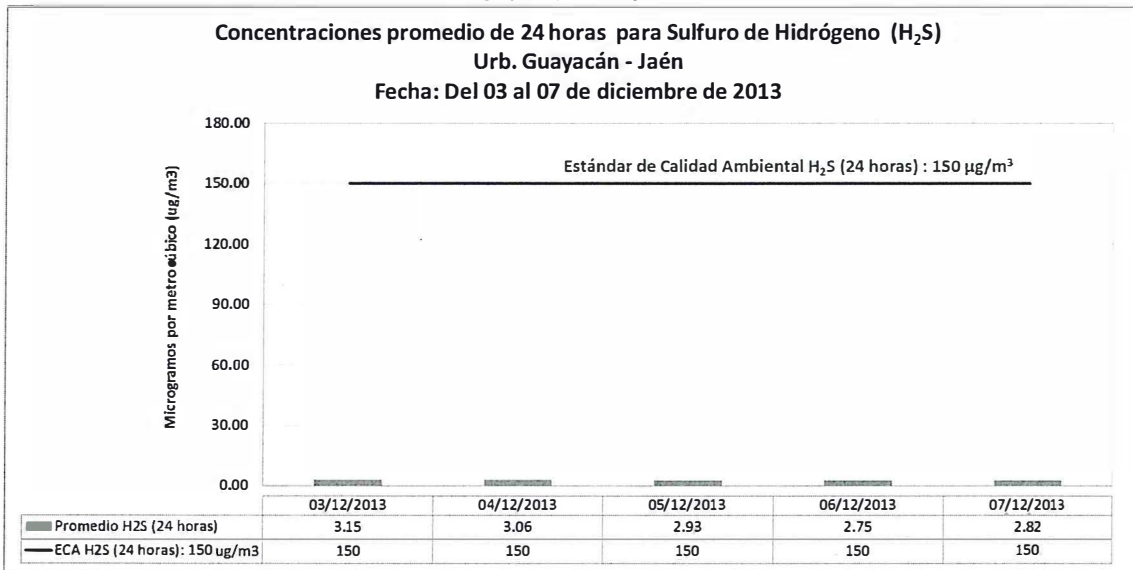 Concentraciones promedio de 24 horas para Sulfuro de Hidrógeno (H₂S)
Urb. Guayacán - Jaén
Fecha: Del 03 al 07 de diciembre de 2013
Microgramos por metro cúbico (ug/m3)
180.00
150.00
120.00
90.00
60.00
30.00
0.00
Estándar de Calidad Ambiental H₂S (24 horas) : 150 µg/m³
03/12/2013 04/12/2013 05/12/2013 06/12/2013 07/12/2013
Promedio H2S (24 horas) 3.15 3.06 2.93 2.75 2.82
ECA H2S (24 horas): 150 ug/m3 150 150 150 150 150